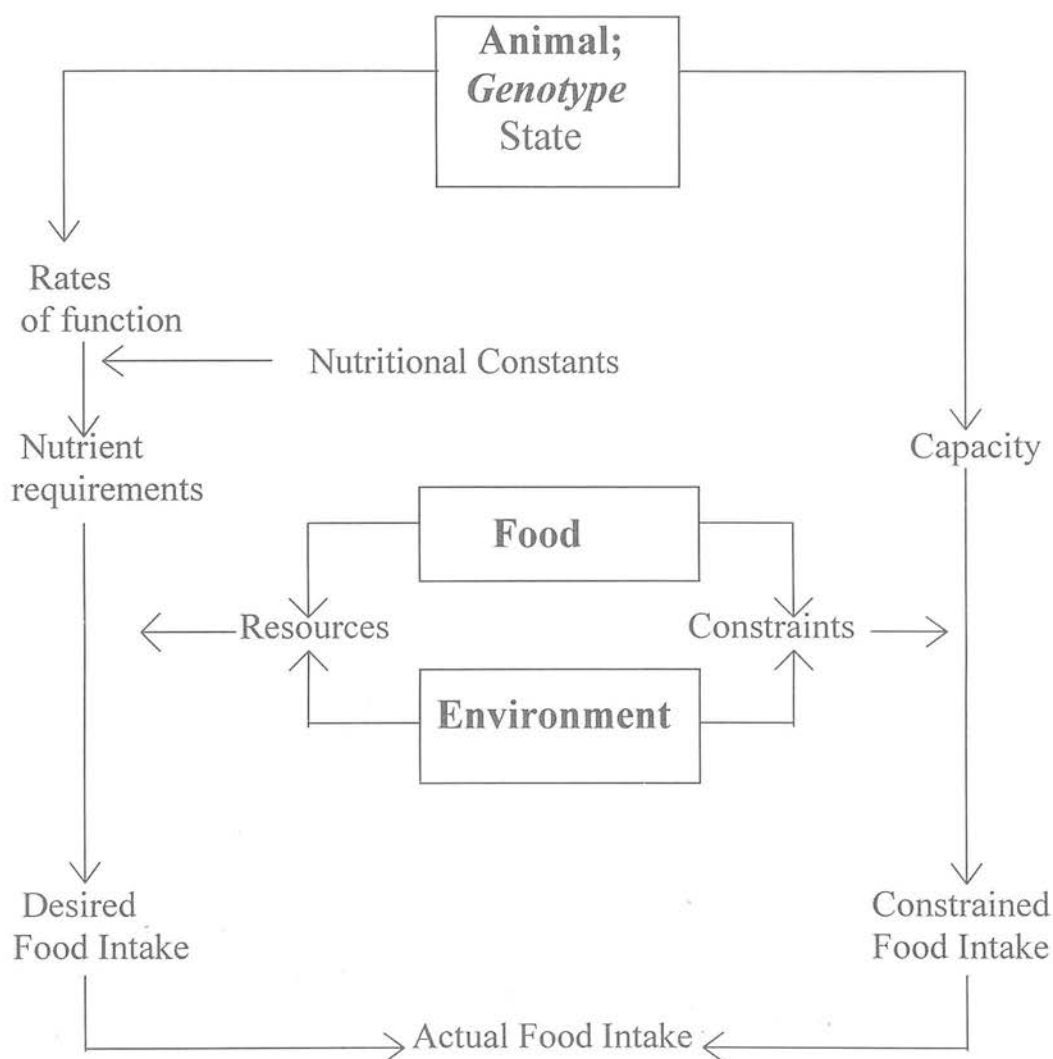 Animal;
Genotype
State
Rates
of function
Nutritional Constants
Nutrient
requirements
Capacity
Food
Resources
Constraints
Environment
Desired
Food Intake
Constrained
Food Intake
Actual Food Intake